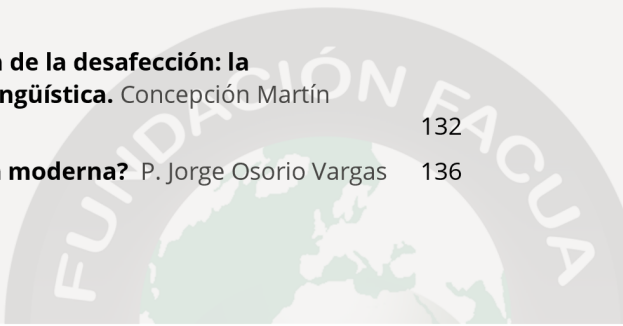 de la desafección: la
ngüística. Concepción Martín
132
moderna? P. Jorge Osorio Vargas 136
FUNDACIÓN FACUA